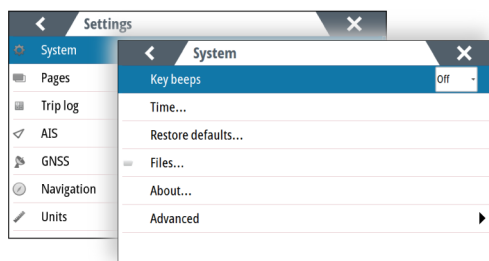 Settings
System
Pages
Trip log
AIS
GNSS
Navigation
Units
System
Key beeps
Off
Time...
Restore defaults...
Files...
About...
Advanced